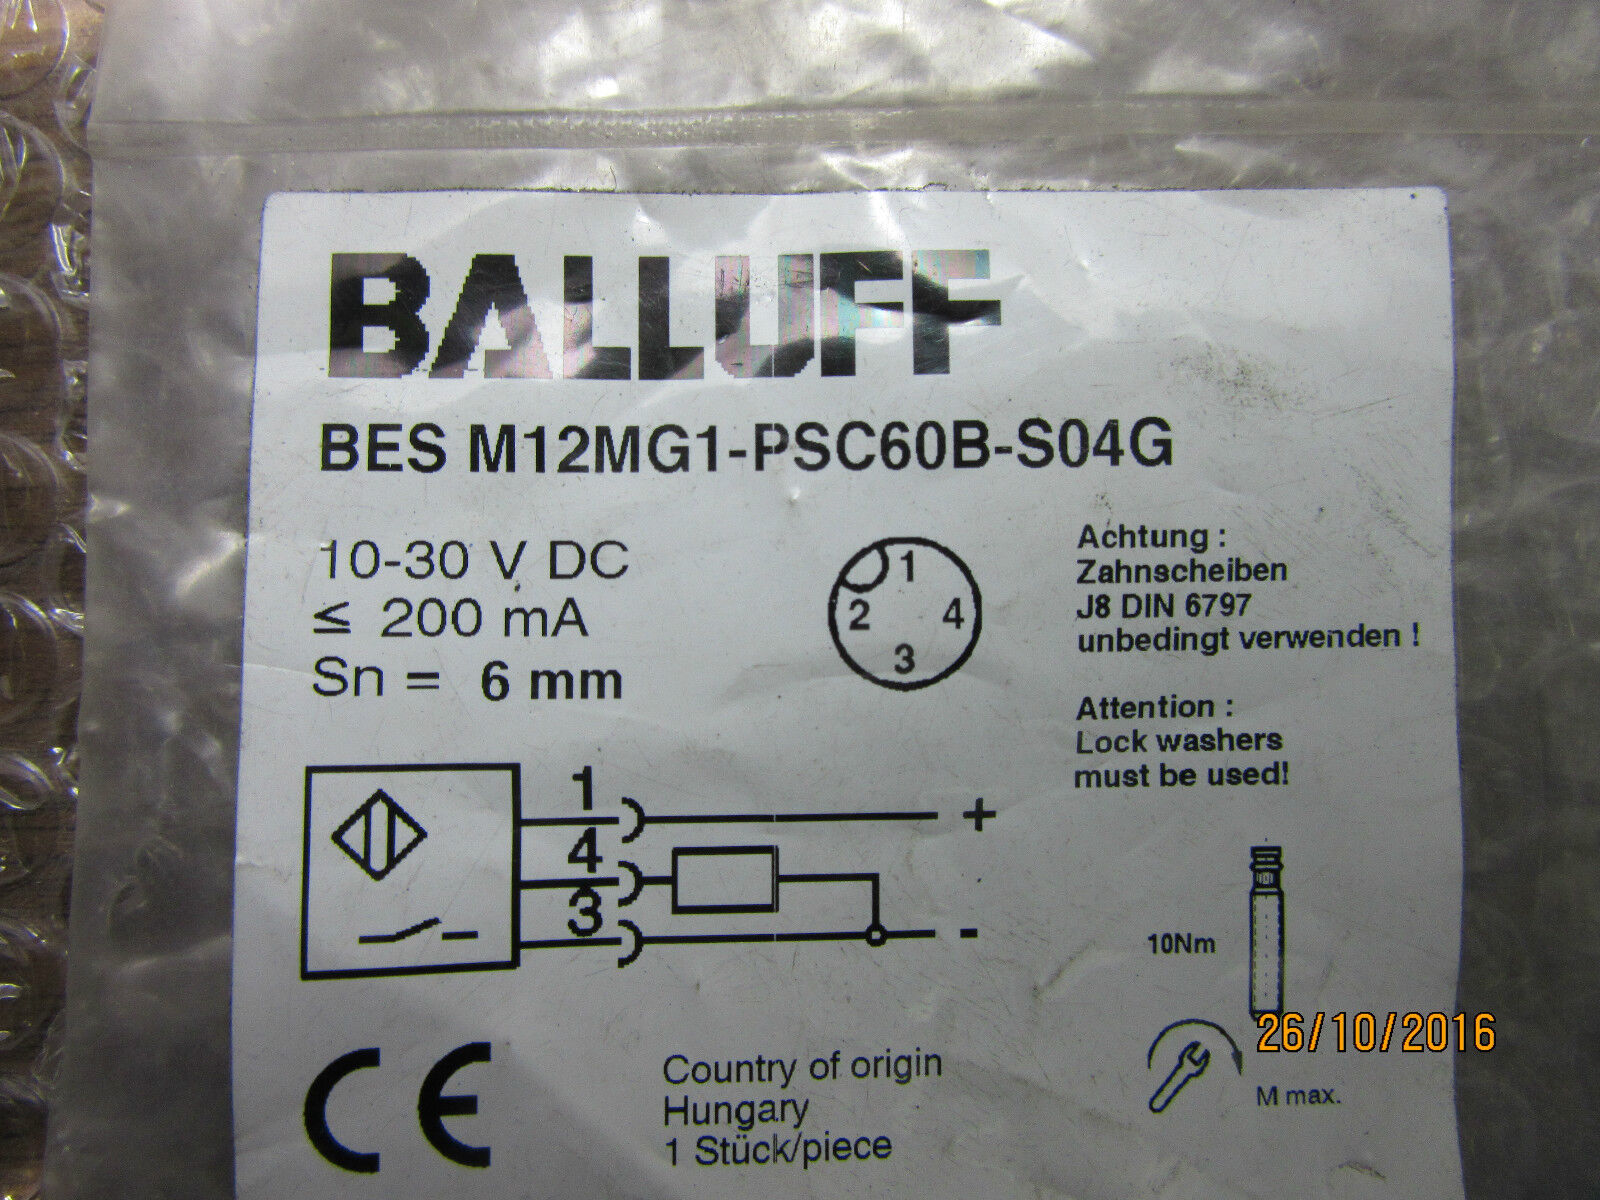 BALLUFF
BES M12MG1-PSC60B-S04G
10-30 V DC
≤ 200 mA
Sn = 6 mm
1
2
4
3
Achtung :
Zahnscheiben
J8 DIN 6797
unbedingt verwenden !
Attention :
Lock washers
must be used!
1
+
4
3
-
10Nm
M max.
CE
Country of origin
Hungary
1 Stück/piece
26/10/2016